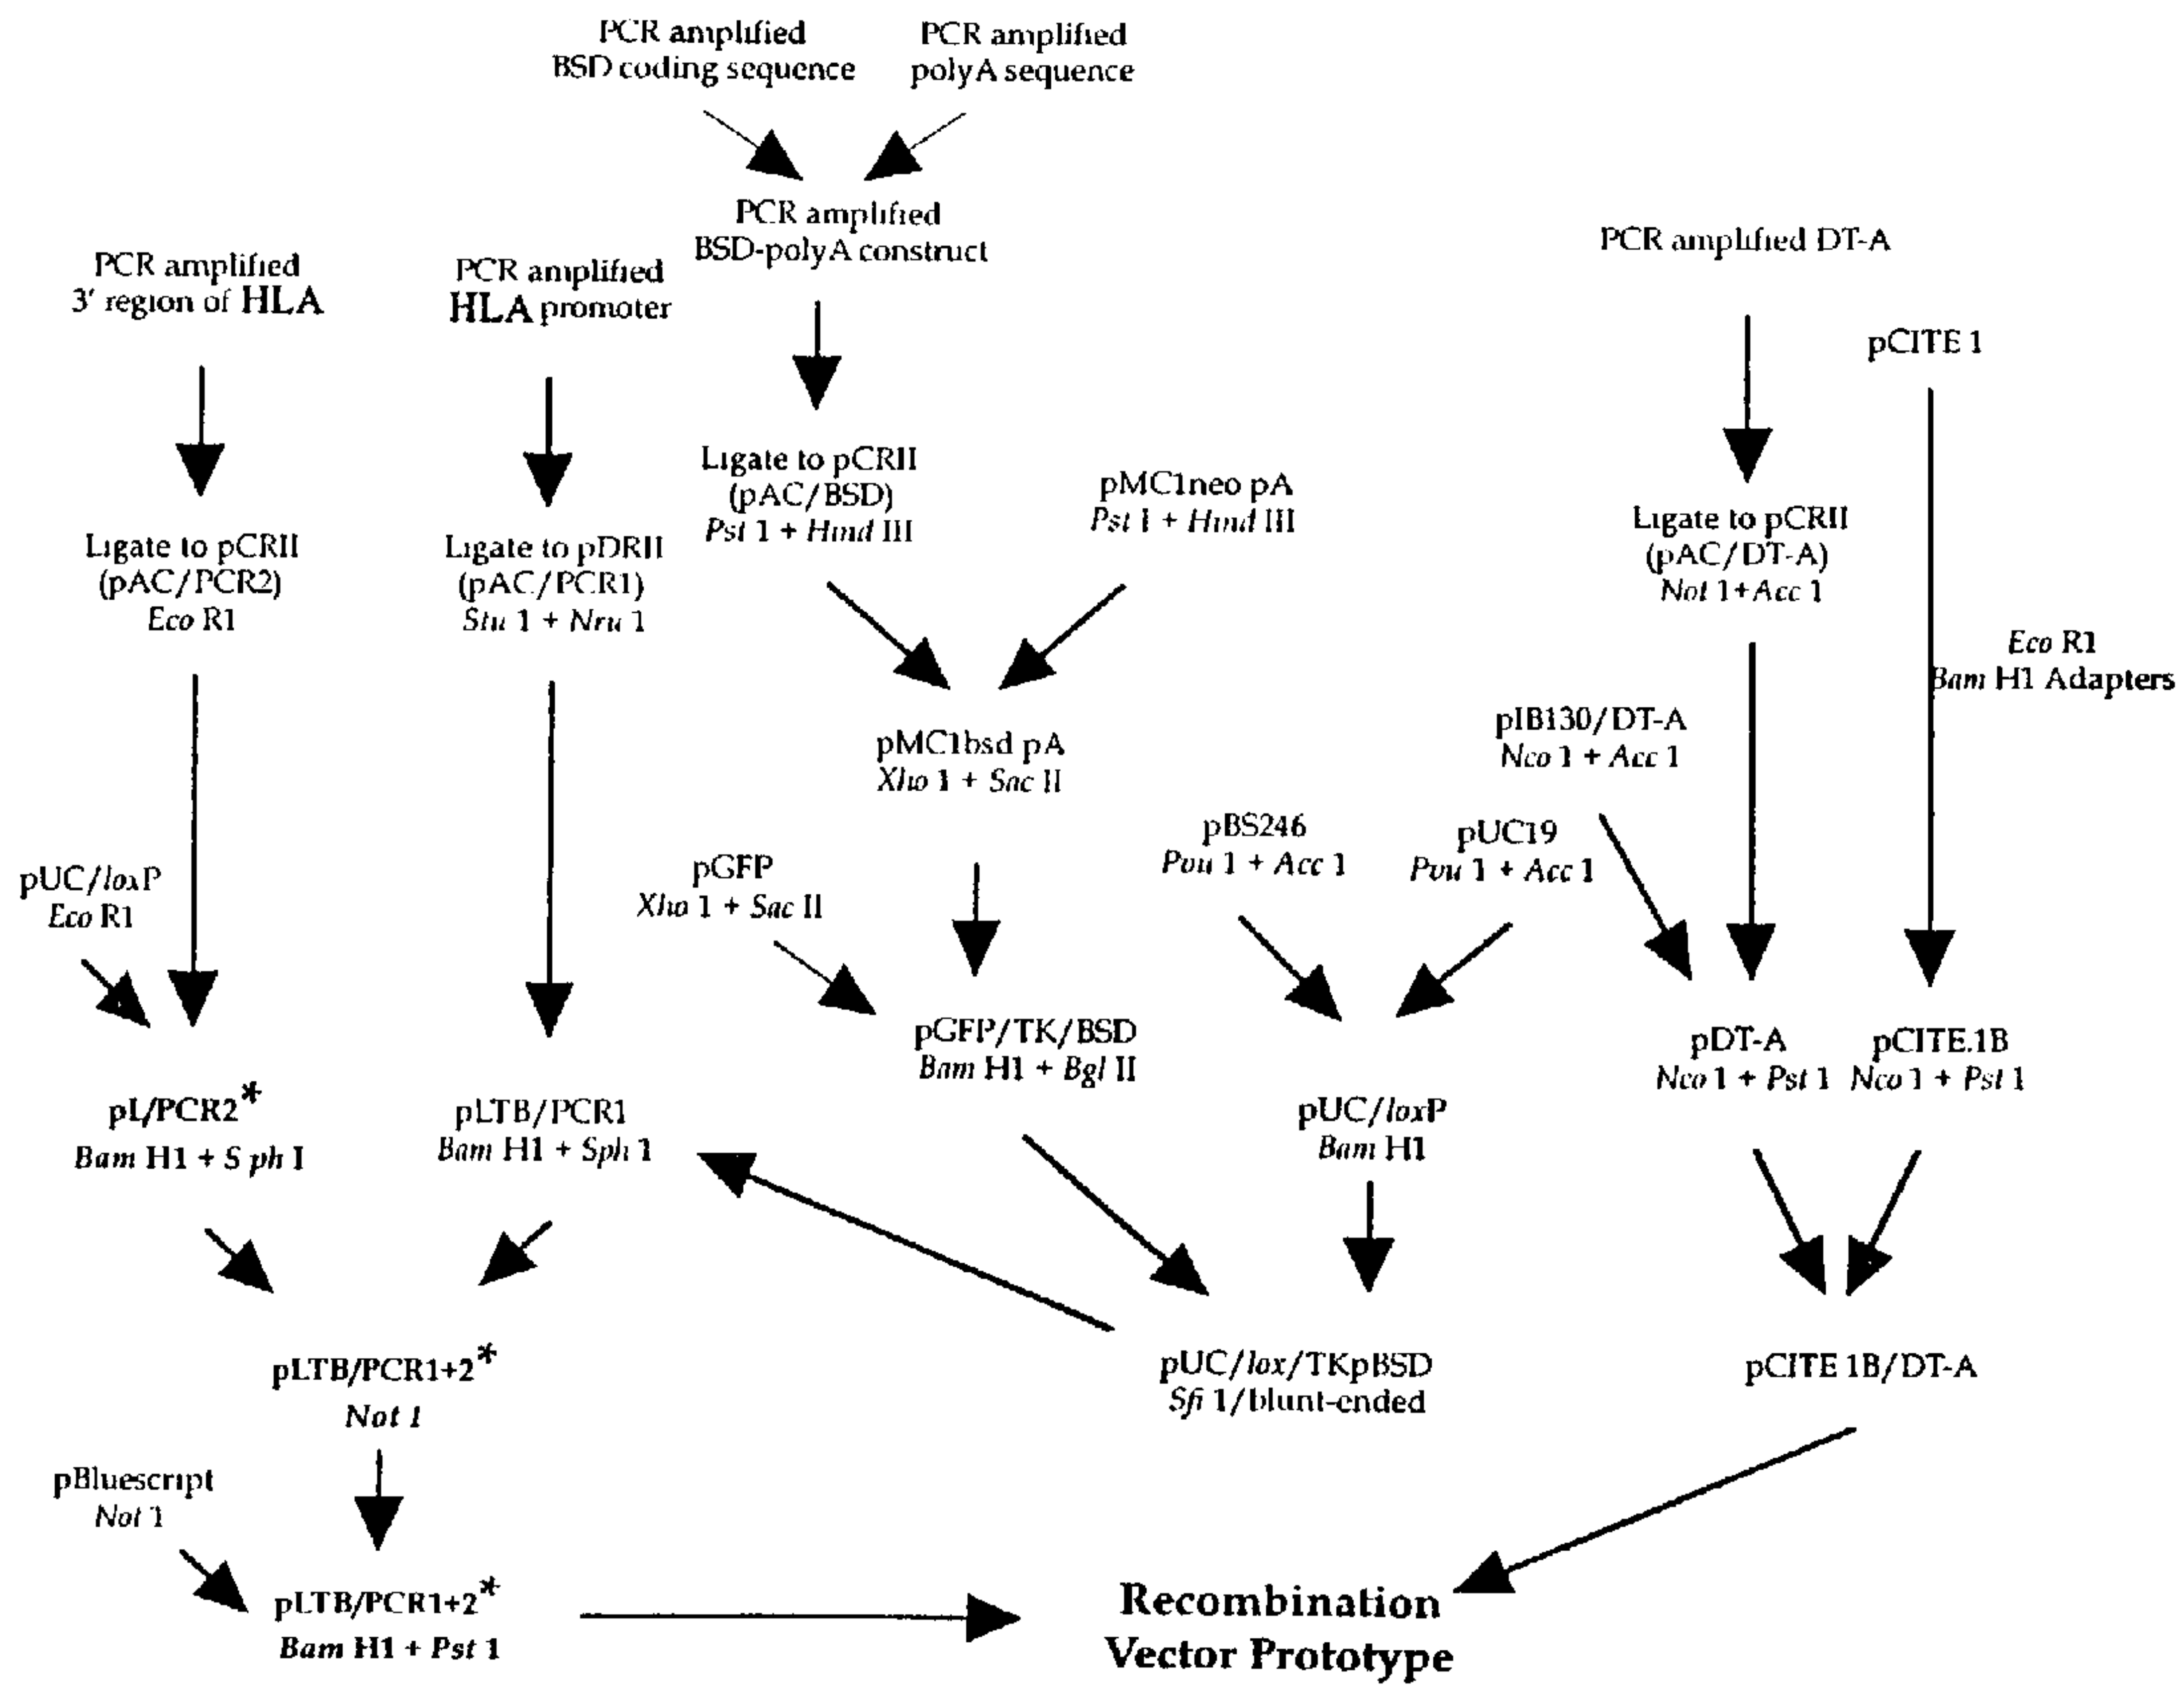 PCR amplified
BSD coding sequence
PCR amplified
polyA sequence
PCR amplified
BSD-polyA construct
PCR amplified DT-A
PCR amplified
3' region of HLA
PCR amplified
HLA promoter
pCITE 1
Ligate to pCRII
(pAC/BSD)
Pst 1 + Hind III
pMC1neo pA
Pst 1 + Hind III
Ligate to pCRII
(pAC/DT-A)
Not 1+Acc 1
Ligate to pCRII
(pAC/PCR2)
Eco R1
Ligate to pDRII
(pAC/PCR1)
Stu 1 + Nru 1
Eco R1
Bam H1 Adapters
pIB130/DT-A
Nco 1 + Acc 1
pMC1bsd pA
Xho 1 + Sac II
pBS246
Pvu 1 + Acc 1
pUC19
Pvu 1 + Acc 1
pUC/loxP
Eco R1
pGFP
Xho 1 + Sac II
pGFP/TK/BSD
Bam H1 + Bgl II
pDT-A
Nco 1 + Pst 1
pCITE.1B
Nco 1 + Pst 1
pL/PCR2*
Bam H1 + S ph I
pLTB/PCR1
Bam H1 + Sph 1
pUC/loxP
Bam H1
pLTB/PCR1+2*
Not 1
pUC/lox/TKpBSD
Sfi 1/blunt-ended
pCITE 1B/DT-A
pBluescript
Not 1
pLTB/PCR1+2*
Bam H1 + Pst 1
Recombination
Vector Prototype